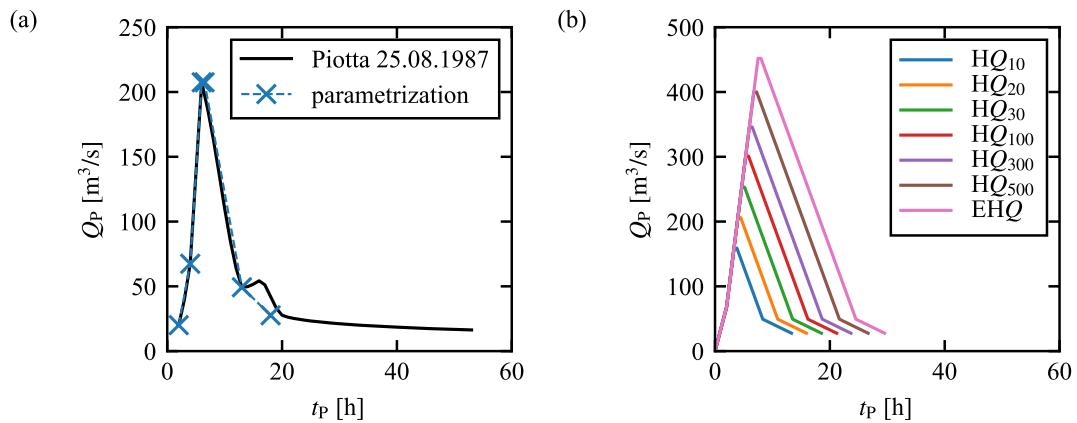 (a)
250
200
150
100
50
0
Q_P [m³/s]
0 20 40 60
t_P [h]
Piotta 25.08.1987
parametrization
(b)
500
400
300
200
100
0
Q_P [m³/s]
0 20 40 60
t_P [h]
HQ₁₀
HQ₂₀
HQ₃₀
HQ₁₀₀
HQ₃₀₀
HQ₅₀₀
EHQ